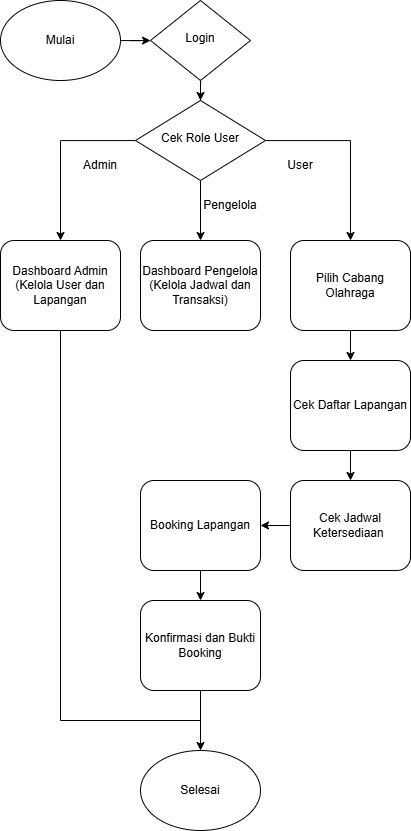 Mulai
Login
Cek Role User
Admin
User
Pengelola
Dashboard Admin
(Kelola User dan
Lapangan
Dashboard Pengelola
(Kelola Jadwal dan
Transaksi)
Pilih Cabang
Olahraga
Cek Daftar Lapangan
Booking Lapangan
Cek Jadwal
Ketersediaan
Konfirmasi dan Bukti
Booking
Selesai